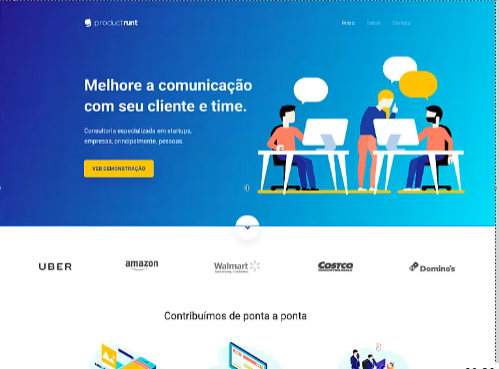 productrunt
Início Sobre Contato
Melhore a comunicação
com seu cliente e time.
Consultoria especializada em startups,
empresas, principalmente, pessoas.
VER DEMONSTRAÇÃO
UBER
amazon
Walmart
Costco
Domino's
Contribuímos de ponta a ponta